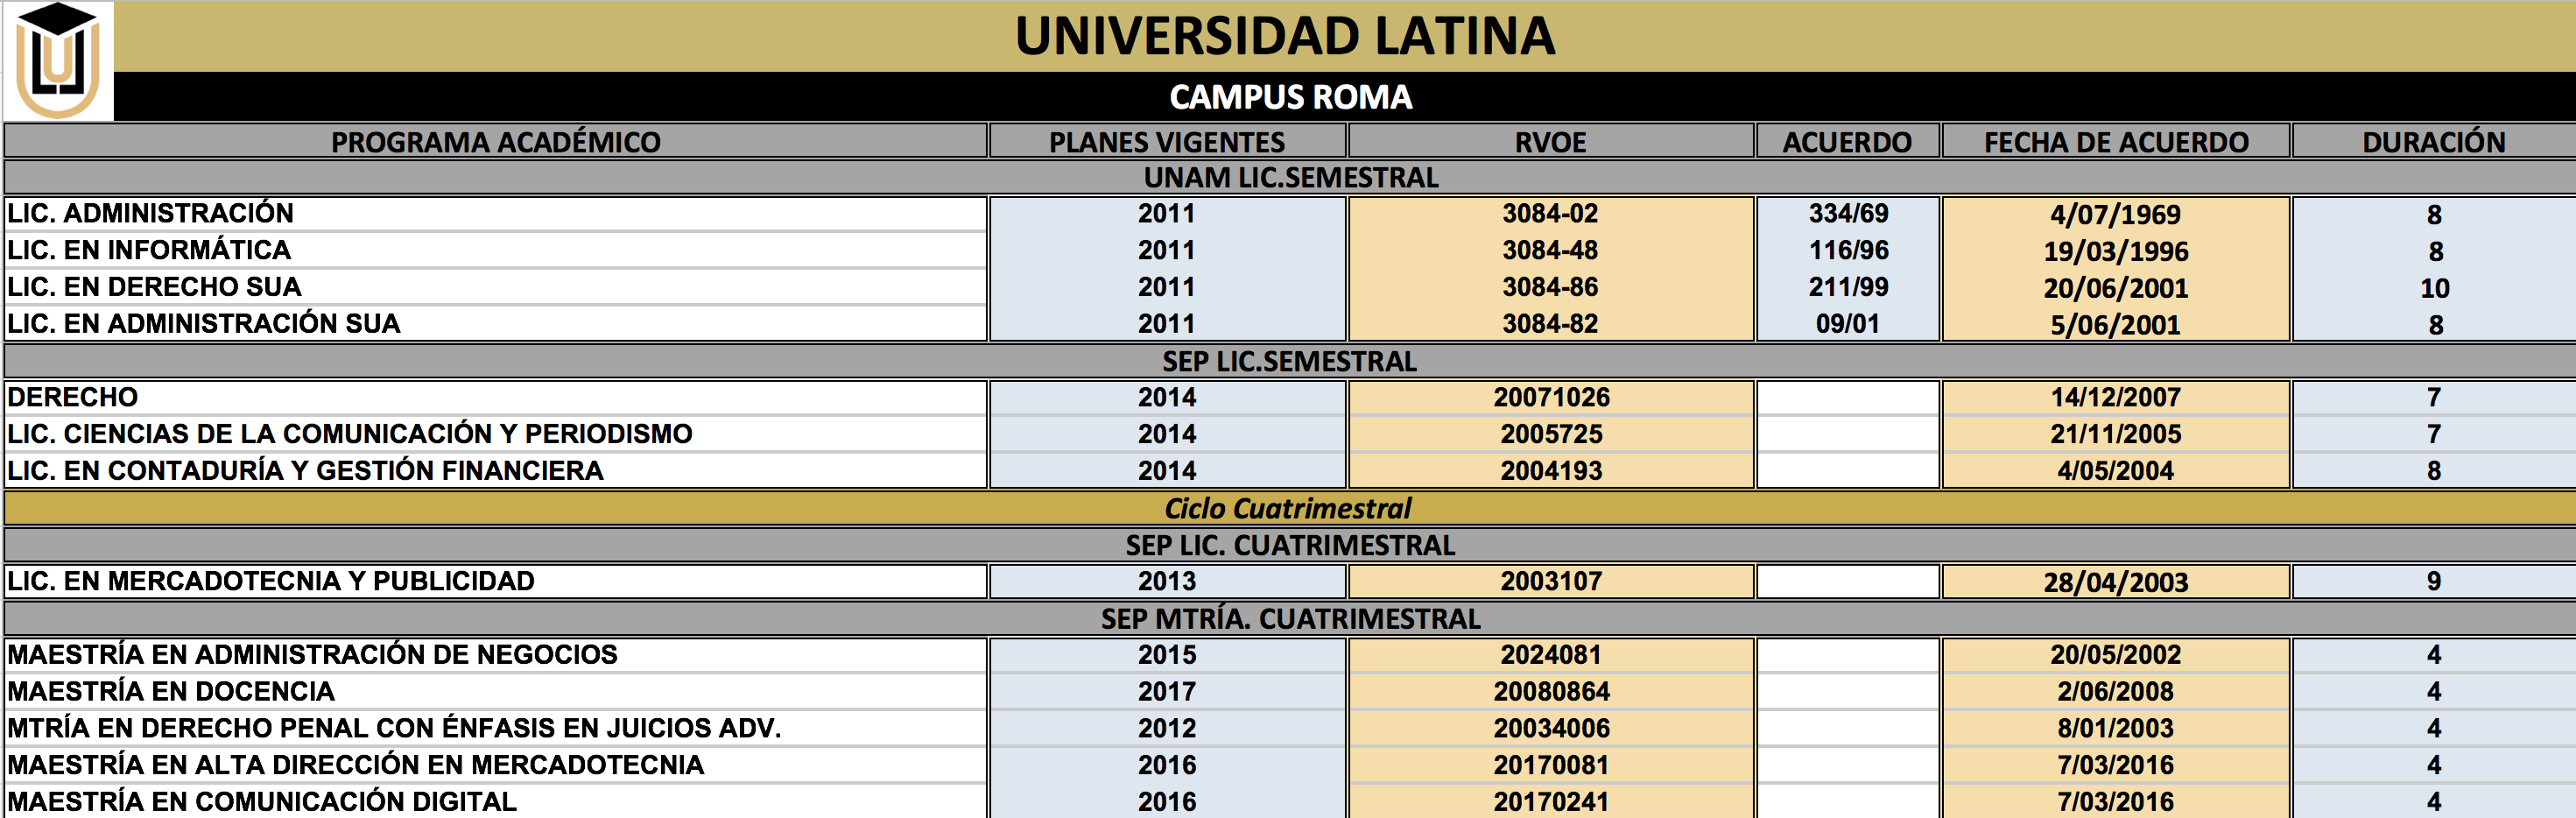 UNIVERSIDAD LATINA
CAMPUS ROMA
PROGRAMA ACADÉMICO PLANES VIGENTES RVOE ACUERDO FECHA DE ACUERDO DURACIÓN
UNAM LIC.SEMESTRAL
LIC. ADMINISTRACIÓN 2011 3084-02 334/69 4/07/1969 8
LIC. EN INFORMÁTICA 2011 3084-48 116/96 19/03/1996 8
LIC. EN DERECHO SUA 2011 3084-86 211/99 20/06/2001 10
LIC. EN ADMINISTRACIÓN SUA 2011 3084-82 09/01 5/06/2001 8
SEP LIC.SEMESTRAL
DERECHO 2014 20071026 14/12/2007 7
LIC. CIENCIAS DE LA COMUNICACIÓN Y PERIODISMO 2014 2005725 21/11/2005 7
LIC. EN CONTADURÍA Y GESTIÓN FINANCIERA 2014 2004193 4/05/2004 8
Ciclo Cuatrimestral
SEP LIC. CUATRIMESTRAL
LIC. EN MERCADOTECNIA Y PUBLICIDAD 2013 2003107 28/04/2003 9
SEP MTRÍA. CUATRIMESTRAL
MAESTRÍA EN ADMINISTRACIÓN DE NEGOCIOS 2015 2024081 20/05/2002 4
MAESTRÍA EN DOCENCIA 2017 20080864 2/06/2008 4
MTRÍA EN DERECHO PENAL CON ÉNFASIS EN JUICIOS ADV. 2012 20034006 8/01/2003 4
MAESTRÍA EN ALTA DIRECCIÓN EN MERCADOTECNIA 2016 20170081 7/03/2016 4
MAESTRÍA EN COMUNICACIÓN DIGITAL 2016 20170241 7/03/2016 4